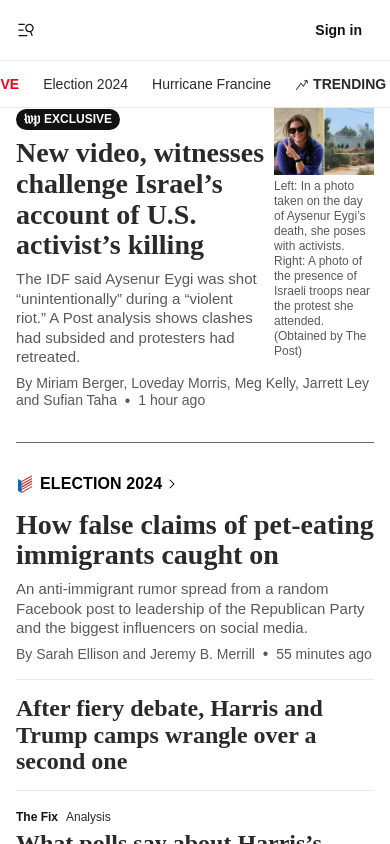 Sign in
VE Election 2024 Hurricane Francine TRENDING
wp EXCLUSIVE
New video, witnesses
challenge Israel’s
account of U.S.
activist’s killing
The IDF said Aysenur Eygi was shot
“unintentionally” during a “violent
riot.” A Post analysis shows clashes
had subsided and protesters had
retreated.
Left: In a photo
taken on the day
of Aysenur Eygi’s
death, she poses
with activists.
Right: A photo of
the presence of
Israeli troops near
the protest she
attended.
(Obtained by The
Post)
By Miriam Berger, Loveday Morris, Meg Kelly, Jarrett Ley
and Sufian Taha • 1 hour ago
ELECTION 2024
How false claims of pet-eating
immigrants caught on
An anti-immigrant rumor spread from a random
Facebook post to leadership of the Republican Party
and the biggest influencers on social media.
By Sarah Ellison and Jeremy B. Merrill • 55 minutes ago
After fiery debate, Harris and
Trump camps wrangle over a
second one
The Fix Analysis
What polls say about Harris’s